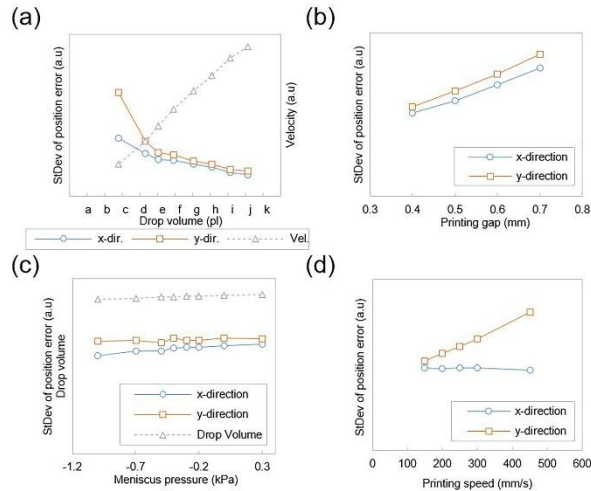 (a)
StDev of position error (a.u)
Velocity (a.u)
a b c d e f g h i j k
Drop volume (pl)
x-dir. y-dir. Vel.
(b)
StDev of position error (a.u)
x-direction
y-direction
0.3 0.4 0.5 0.6 0.7 0.8
Printing gap (mm)
(c)
StDev of position error (a.u)
Drop volume
x-direction
y-direction
Drop Volume
-1.2 -0.7 -0.2 0.3
Meniscus pressure (kPa)
(d)
StDev of position error (a.u)
x-direction
y-direction
0 100 200 300 400 500 600
Printing speed (mm/s)